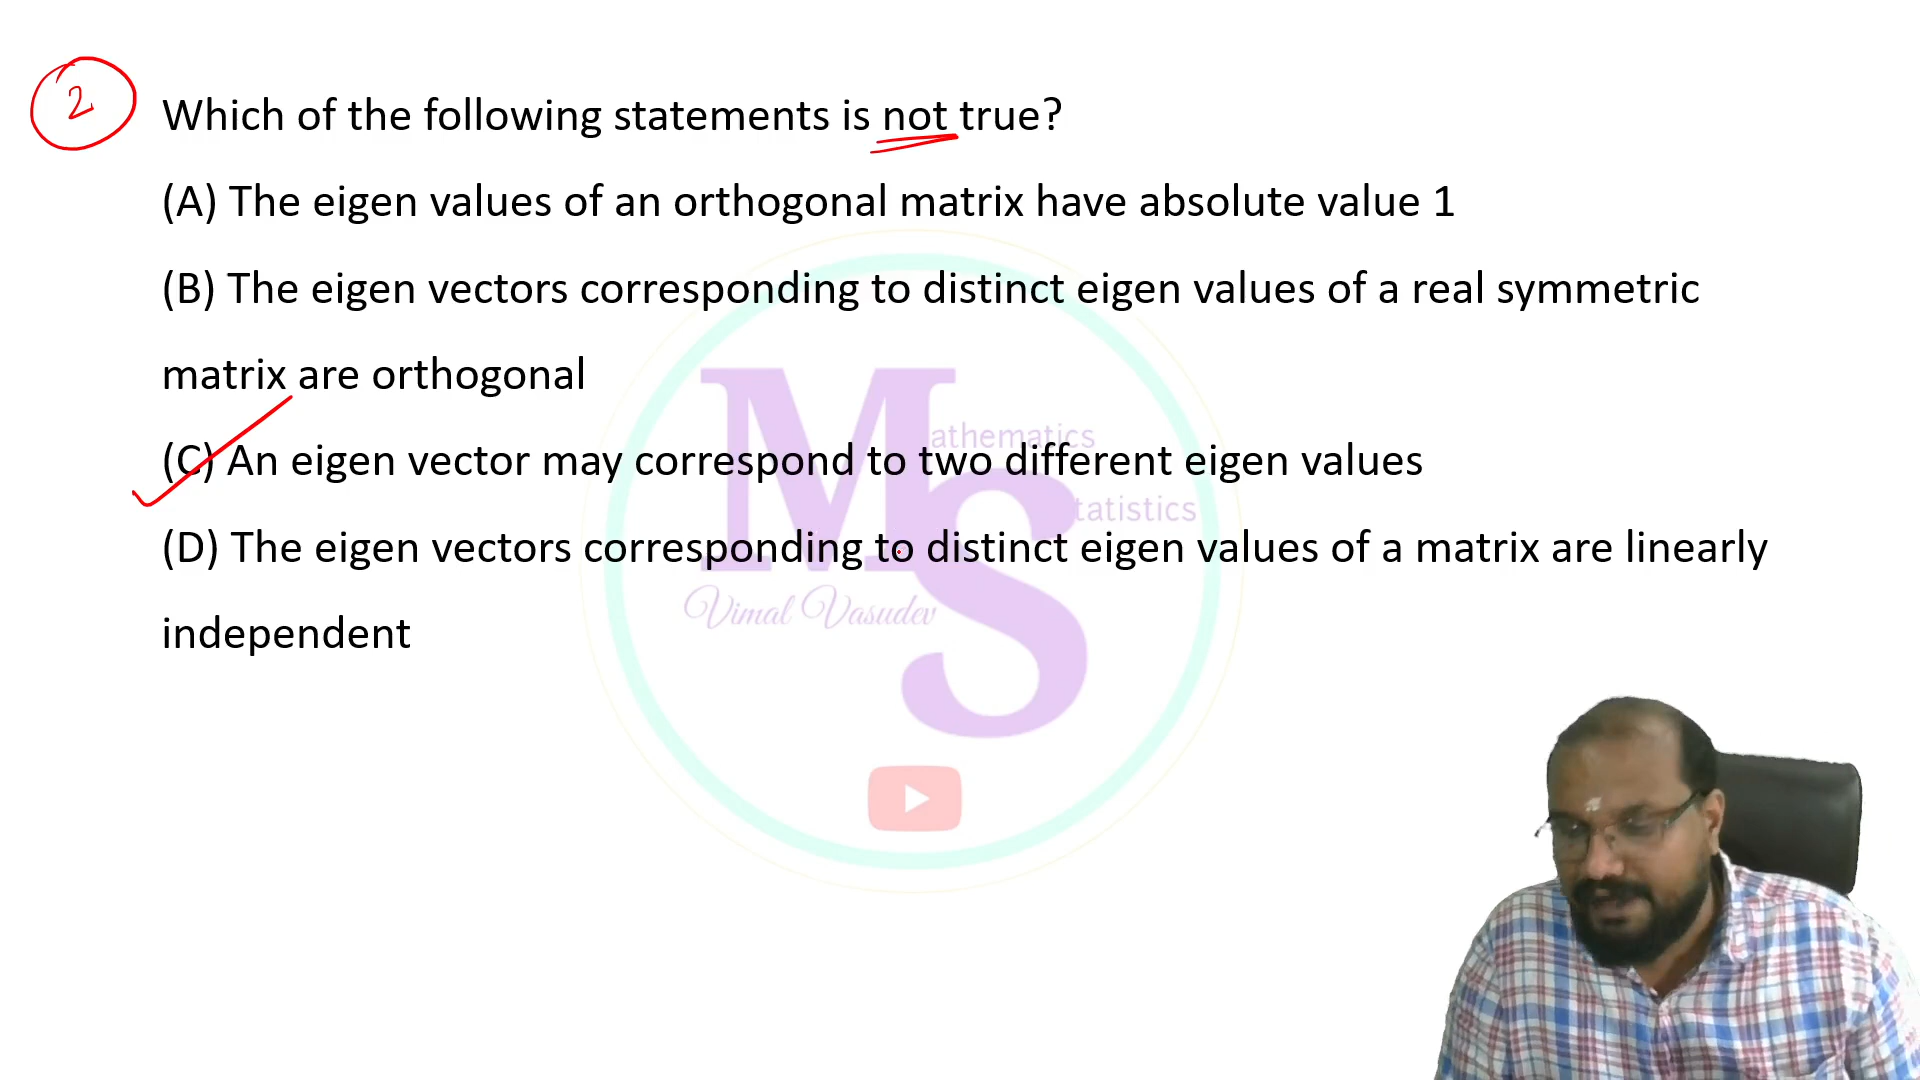 2
Which of the following statements is not true?
(A) The eigen values of an orthogonal matrix have absolute value 1
(B) The eigen vectors corresponding to distinct eigen values of a real symmetric
matrix are orthogonal
athematics
(C) An eigen vector may correspond to two different eigen values
tatistics
(D) The eigen vectors corresponding to distinct eigen values of a matrix are linearly
independent
MS
Vimal Vasudev